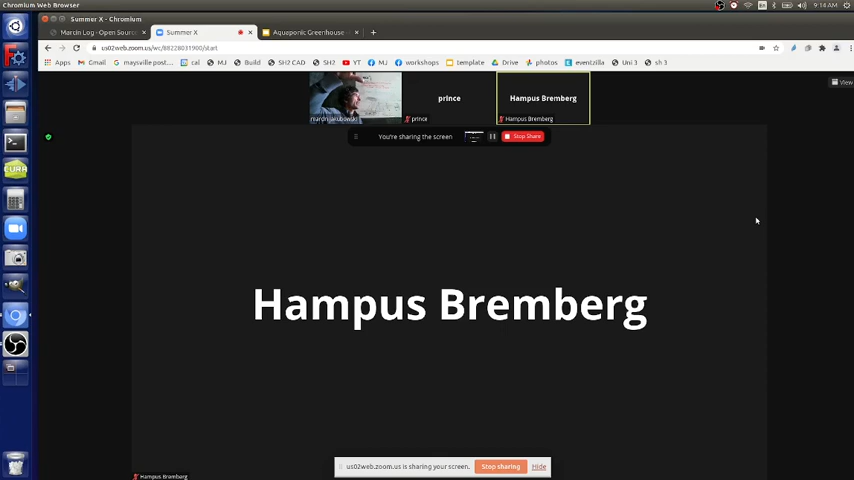 Chromium Web Browser
9:14 AM
Summer X - Chromium
Marcin Log - Open Source
Summer X
Aquaponic Greenhouse -
us02web.zoom.us/wc/88228031900/start
Apps
Gmail
maysville post...
cal
MJ
Build
SH2 CAD
SH2
YT
MJ
workshops
template
Drive
photos
eventzilla
Uni 3
sh 3
View
prince
Hampus Bremberg
marcin jakubowski
prince
Hampus Bremberg
You're sharing the screen
Stop Share
Hampus Bremberg
us02web.zoom.us is sharing your screen.
Stop sharing
Hide
Hampus Bremberg
CURA